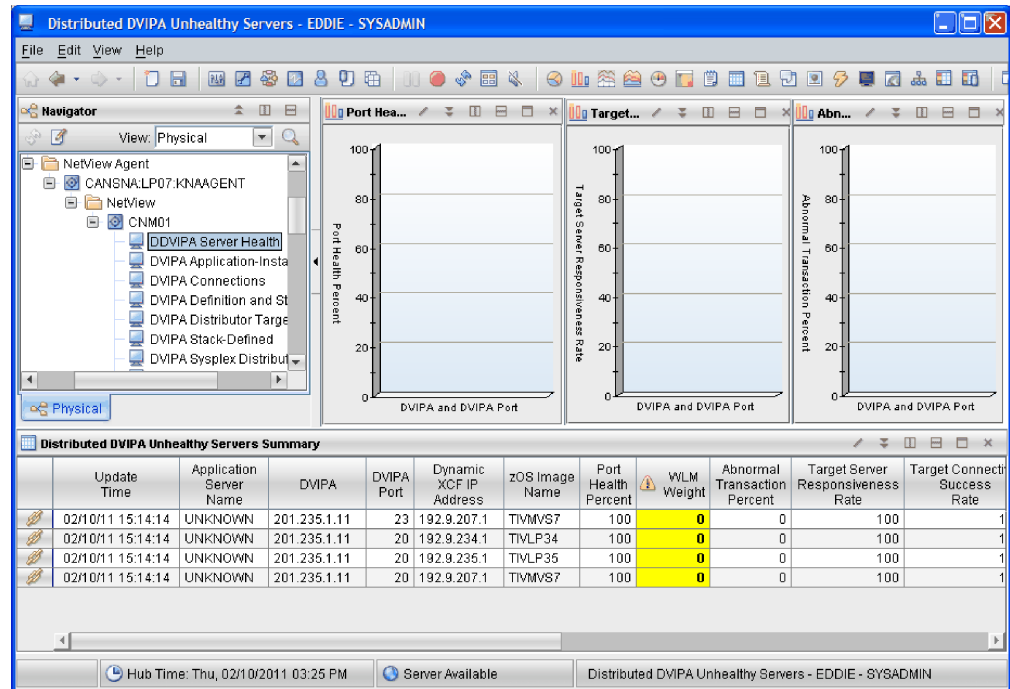 Distributed DVIPA Unhealthy Servers - EDDIE - SYSADMIN
File Edit View Help
Navigator
View: Physical
NetView Agent
CANSNA:LP07:KNAAGENT
NetView
CNM01
DDVIPA Server Health
DVIPA Application-Insta
DVIPA Connections
DVIPA Definition and St
DVIPA Distributor Targe
DVIPA Stack-Defined
DVIPA Sysplex Distribut
Physical
Port Hea...
100
80
60
40
20
0
Port Health Percent
DVIPA and DVIPA Port
Target...
100
80
60
40
20
0
Target Server Responsiveness Rate
DVIPA and DVIPA Port
Abn...
100
80
60
40
20
0
Abnormal Transaction Percent
DVIPA and DVIPA Port
Distributed DVIPA Unhealthy Servers Summary
Update Time Application Server Name DVIPA DVIPA Port Dynamic XCF IP Address zOS Image Name Port Health Percent WLM Weight Abnormal Transaction Percent Target Server Responsiveness Rate Target Connecti Success Rate
02/10/11 15:14:14 UNKNOWN 201.235.1.11 23 192.9.207.1 TIVMVS7 100 0 0 100 1
02/10/11 15:14:14 UNKNOWN 201.235.1.11 20 192.9.234.1 TIVLP34 100 0 0 100 1
02/10/11 15:14:14 UNKNOWN 201.235.1.11 20 192.9.235.1 TIVLP35 100 0 0 100 1
02/10/11 15:14:14 UNKNOWN 201.235.1.11 20 192.9.207.1 TIVMVS7 100 0 0 100 1
Hub Time: Thu, 02/10/2011 03:25 PM
Server Available
Distributed DVIPA Unhealthy Servers - EDDIE - SYSADMIN